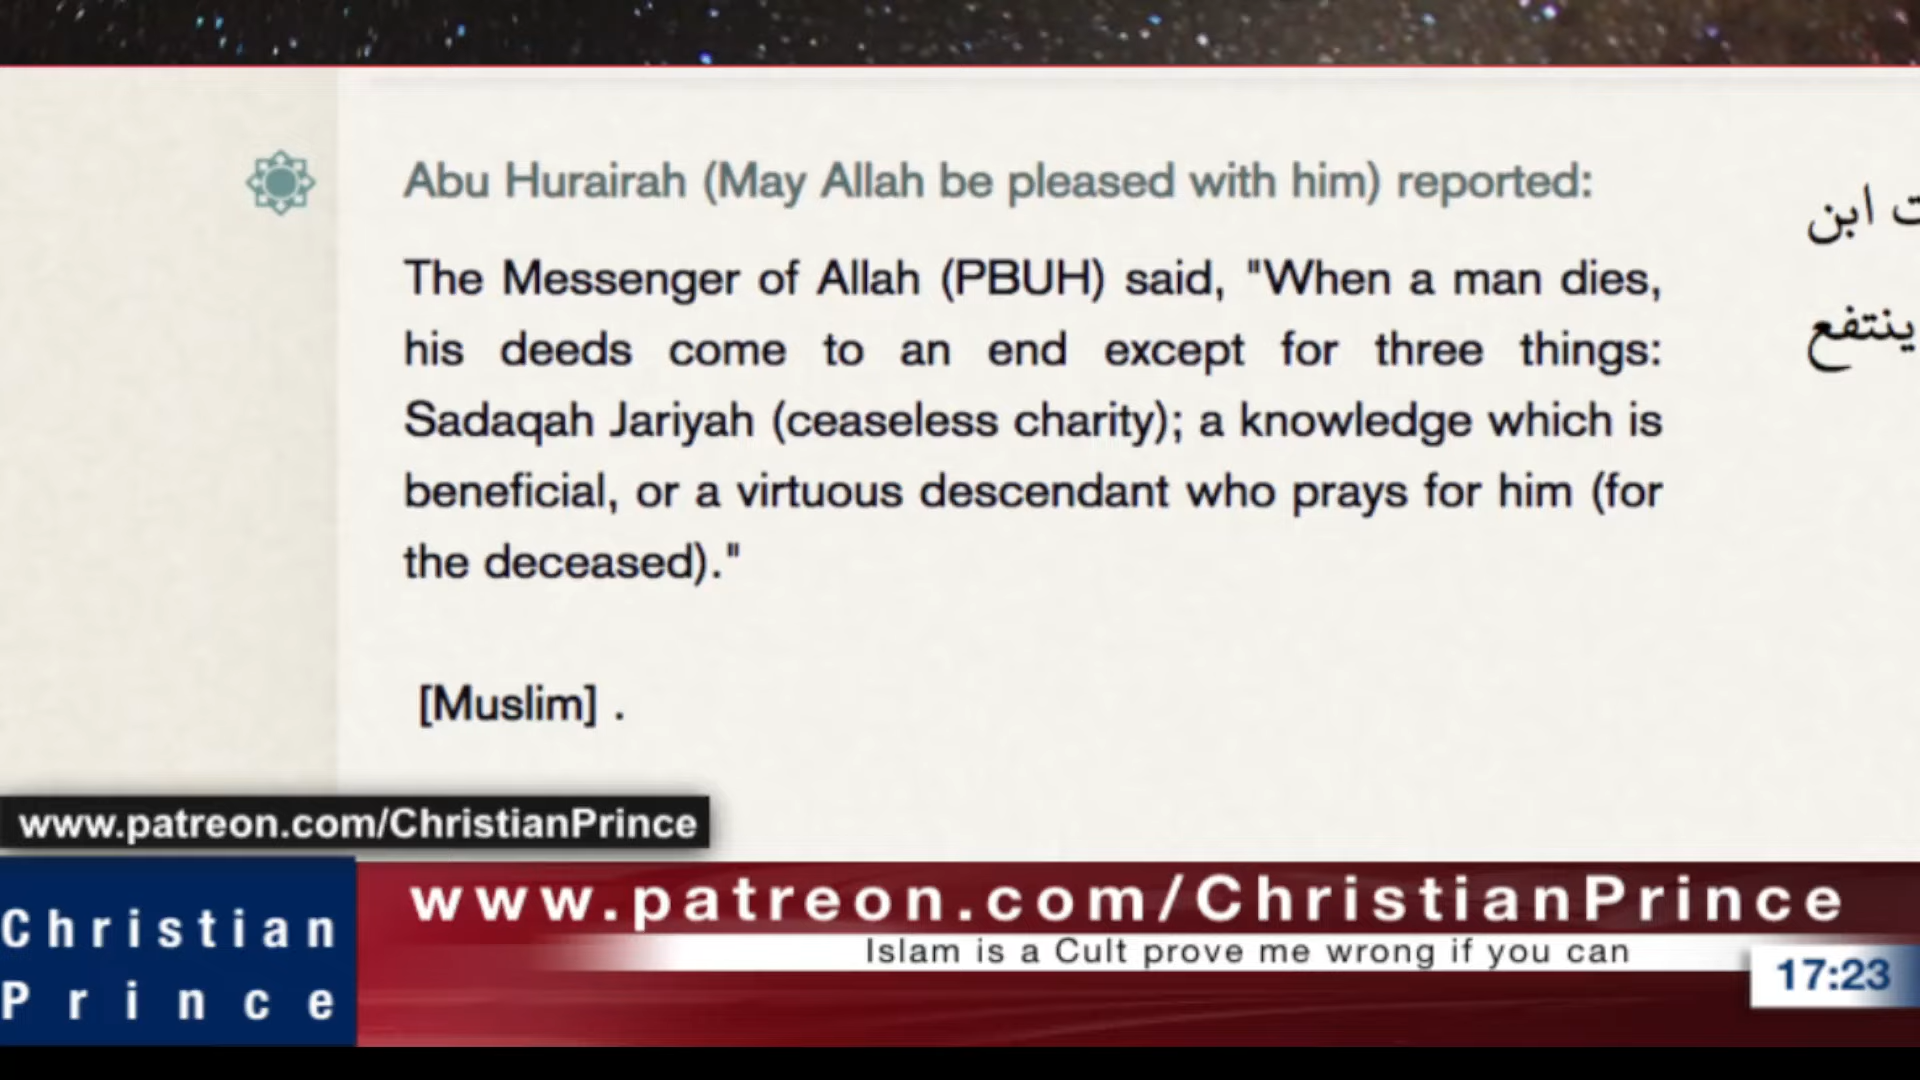 Abu Hurairah (May Allah be pleased with him) reported:
The Messenger of Allah (PBUH) said, "When a man dies,
his deeds come to an end except for three things:
Sadaqah Jariyah (ceaseless charity); a knowledge which is
beneficial, or a virtuous descendant who prays for him (for
the deceased)."
[Muslim] .
ت ابن
ينتفع
www.patreon.com/ChristianPrince
Christian
Prince
www.patreon.com/ChristianPrince
Islam is a Cult prove me wrong if you can
17:23